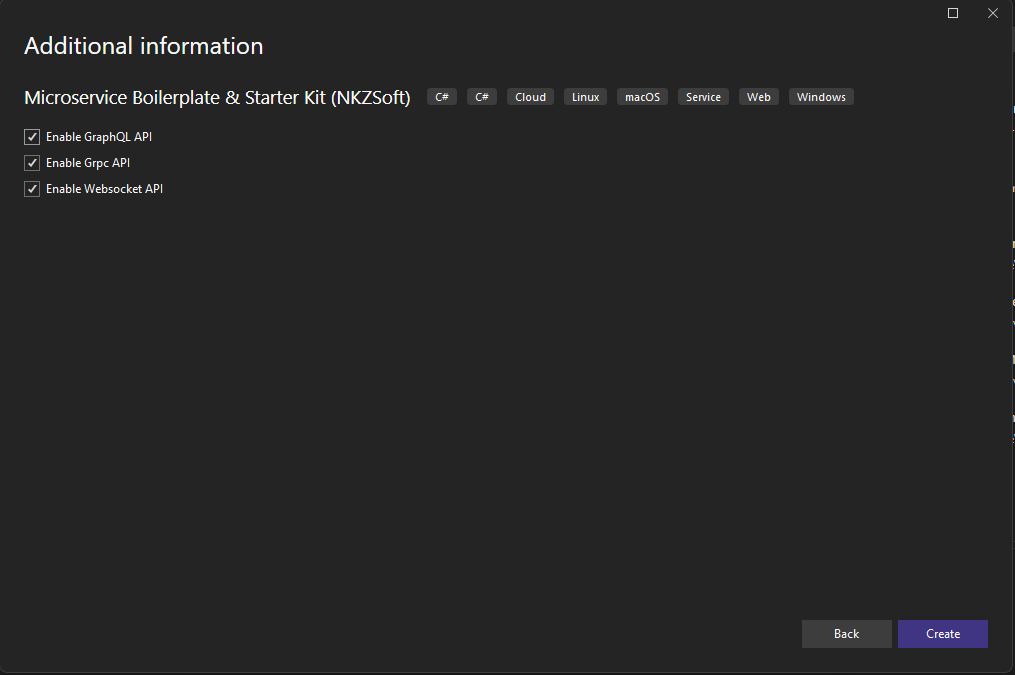 Additional information
Microservice Boilerplate & Starter Kit (NKZSoft) C# C# Cloud Linux macOS Service Web Windows
Enable GraphQL API
Enable Grpc API
Enable Websocket API
Back Create